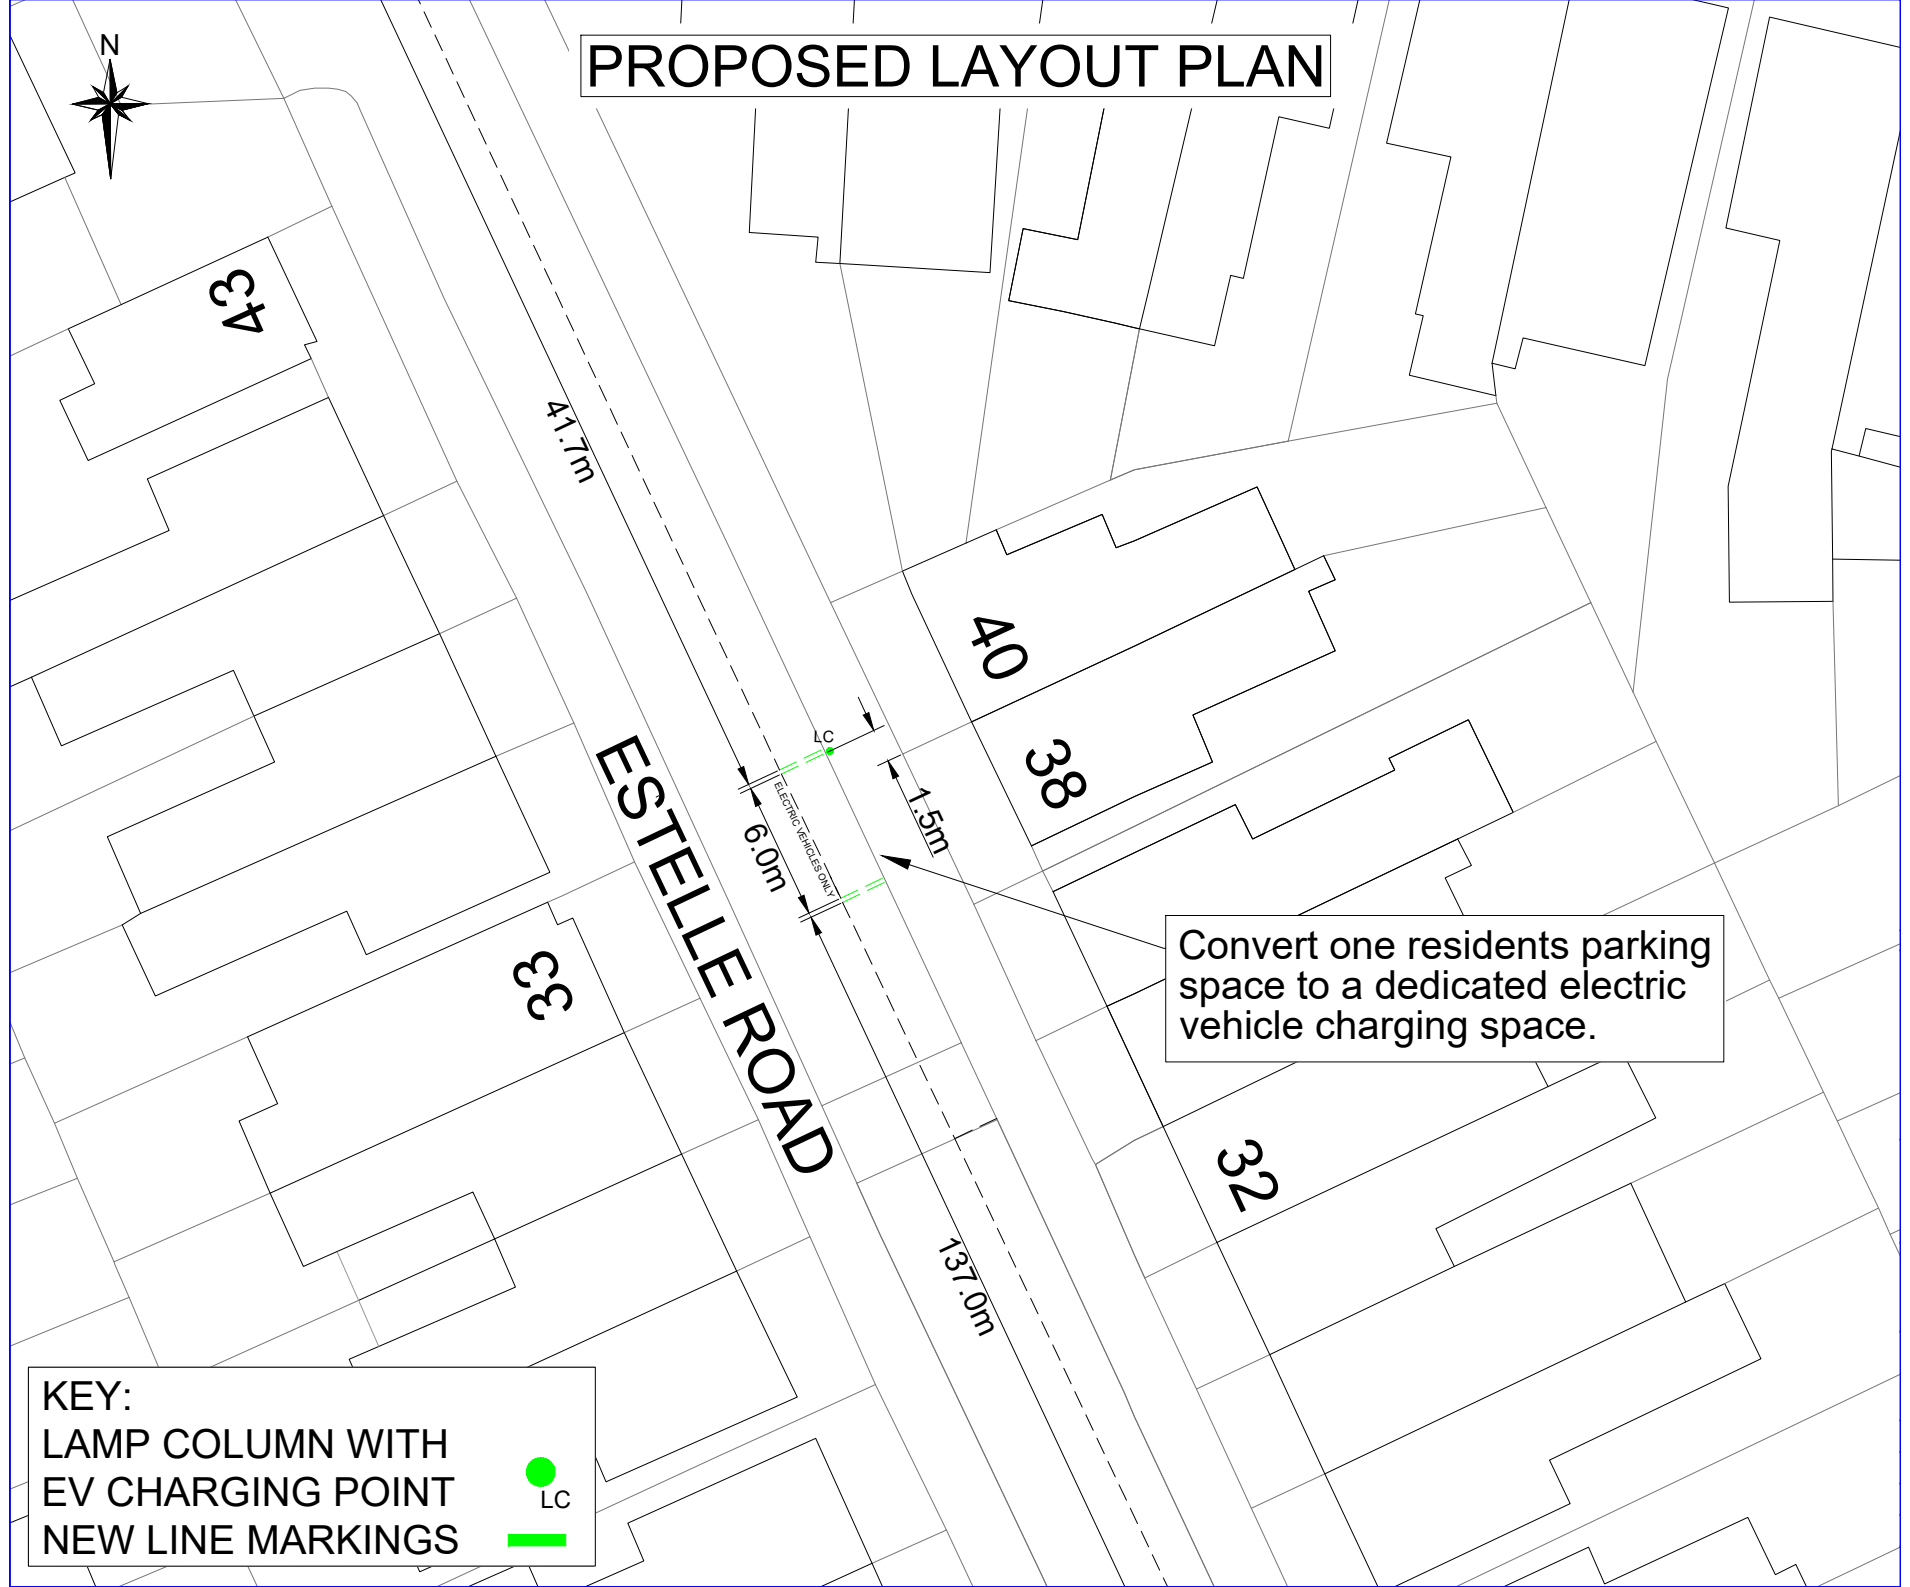 N
PROPOSED LAYOUT PLAN
43
41.7m
40
LC
38
1.5m
6.0m
ELECTRIC VEHICLES ONLY
ESTELLE ROAD
33
Convert one residents parking
space to a dedicated electric
vehicle charging space.
32
137.0m
KEY:
LAMP COLUMN WITH
EV CHARGING POINT
LC
NEW LINE MARKINGS